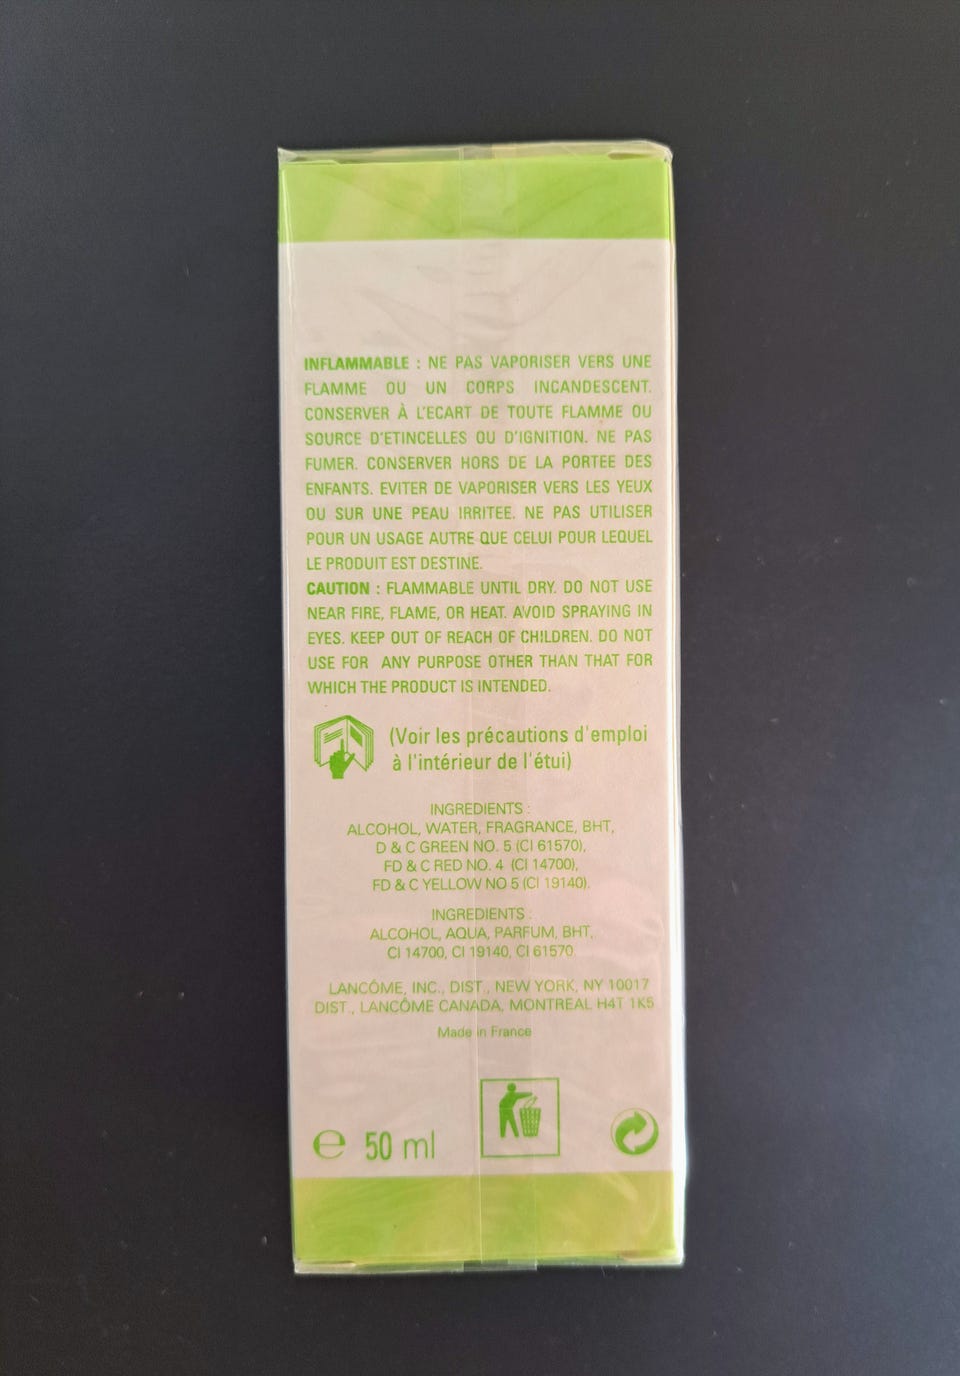 INFLAMMABLE : NE PAS VAPORISER VERS UNE
FLAMME OU UN CORPS INCANDESCENT.
CONSERVER À L'ECART DE TOUTE FLAMME OU
SOURCE D'ETINCELLES OU D'IGNITION. NE PAS
FUMER. CONSERVER HORS DE LA PORTEE DES
ENFANTS. EVITER DE VAPORISER VERS LES YEUX
OU SUR UNE PEAU IRRITEE. NE PAS UTILISER
POUR UN USAGE AUTRE QUE CELUI POUR LEQUEL
LE PRODUIT EST DESTINE.
CAUTION : FLAMMABLE UNTIL DRY. DO NOT USE
NEAR FIRE, FLAME, OR HEAT. AVOID SPRAYING IN
EYES. KEEP OUT OF REACH OF CHILDREN. DO NOT
USE FOR ANY PURPOSE OTHER THAN THAT FOR
WHICH THE PRODUCT IS INTENDED.
(Voir les précautions d'emploi
à l'intérieur de l'étui)
INGREDIENTS :
ALCOHOL, WATER, FRAGRANCE, BHT,
D & C GREEN NO. 5 (CI 61570),
FD & C RED NO. 4 (CI 14700),
FD & C YELLOW NO 5 (CI 19140).
INGREDIENTS :
ALCOHOL, AQUA, PARFUM, BHT,
CI 14700, CI 19140, CI 61570.
LANCÔME, INC., DIST., NEW YORK, NY 10017
DIST., LANCÔME CANADA, MONTREAL H4T 1K5
Made in France
℮ 50 ml